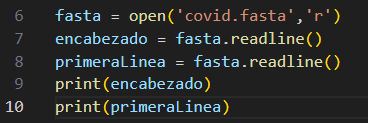 6 fasta = open('covid.fasta','r')
7 encabezado = fasta.readline()
8 primeraLinea = fasta.readline()
9 print(encabezado)
10 print(primeraLinea)